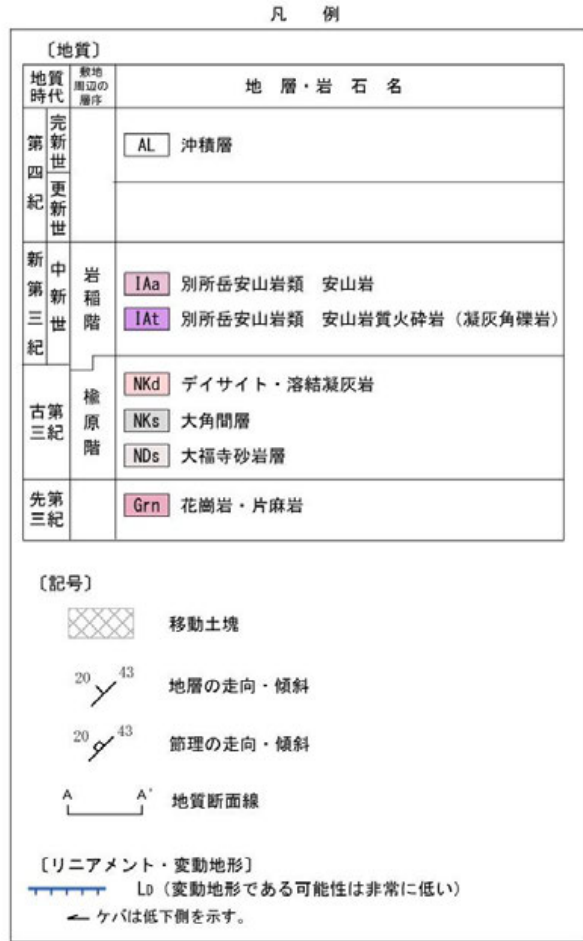 凡 例
〔地質〕
地質時代 敷地周辺の層序 地 層・岩 石 名
第四紀 完新世 AL 沖積層
更新世
新第三紀 中新世 岩稲階 IAa 別所岳安山岩類 安山岩
IAt 別所岳安山岩類 安山岩質火砕岩（凝灰角礫岩）
古第三紀 楡原階 NKd デイサイト・溶結凝灰岩
NKs 大角間層
NDs 大福寺砂岩層
先第三紀 Grn 花崗岩・片麻岩
〔記号〕
移動土塊
20 43 地層の走向・傾斜
20 43 節理の走向・傾斜
A A' 地質断面線
〔リニアメント・変動地形〕
LD（変動地形である可能性は非常に低い）
ケバは低下側を示す。